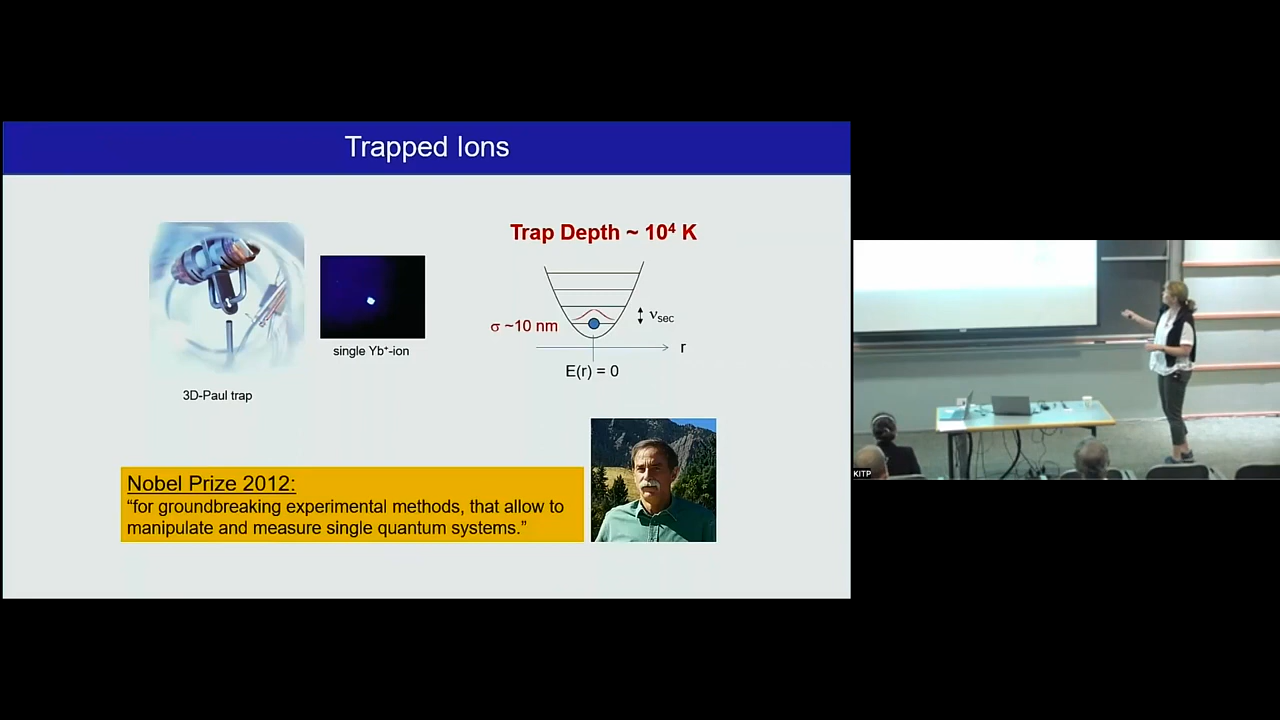 Trapped Ions
Trap Depth ~ 10⁴ K
σ ~10 nm
νsec
r
E(r) = 0
single Yb⁺-ion
3D-Paul trap
Nobel Prize 2012:
“for groundbreaking experimental methods, that allow to
manipulate and measure single quantum systems.”
KITP